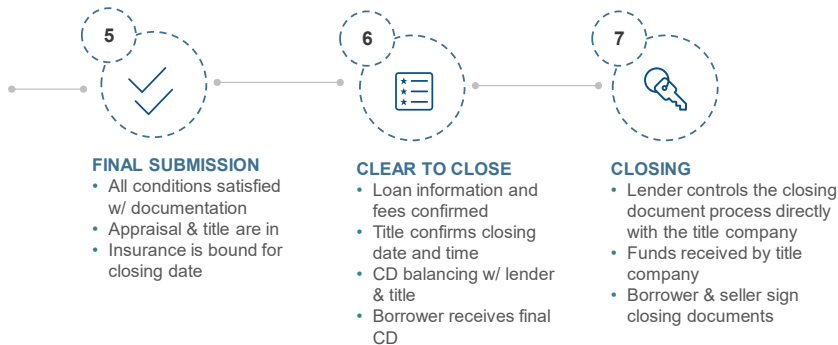 5
FINAL SUBMISSION
• All conditions satisfied
w/ documentation
• Appraisal & title are in
• Insurance is bound for
closing date
6
CLEAR TO CLOSE
• Loan information and
fees confirmed
• Title confirms closing
date and time
• CD balancing w/ lender
& title
• Borrower receives final
CD
7
CLOSING
• Lender controls the closing
document process directly
with the title company
• Funds received by title
company
• Borrower & seller sign
closing documents